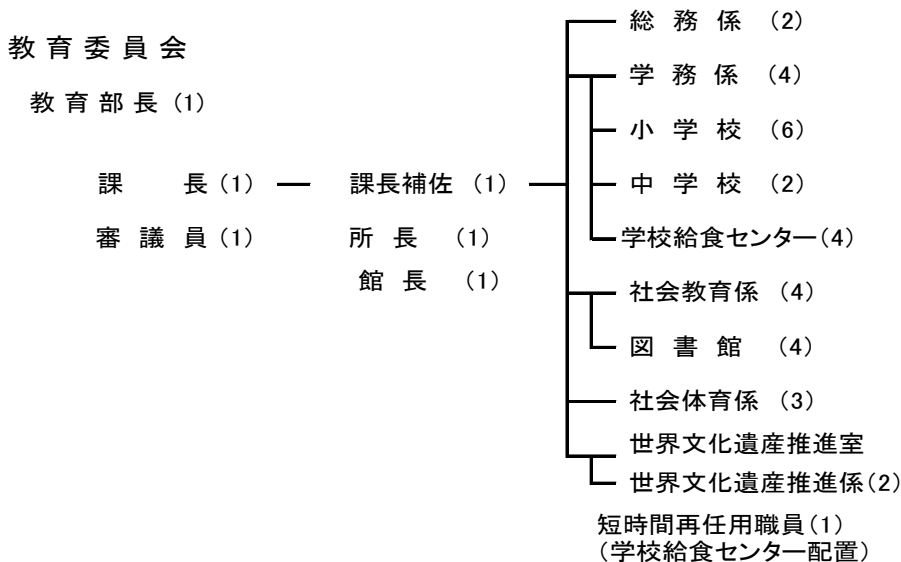 教育委員会
教育部長(1)
課長(1)
審議員(1)
課長補佐(1)
所長(1)
館長(1)
総務係(2)
学務係(4)
小学校(6)
中学校(2)
学校給食センター(4)
社会教育係(4)
図書館(4)
社会体育係(3)
世界文化遺産推進室
世界文化遺産推進係(2)
短時間再任用職員(1)
(学校給食センター配置)